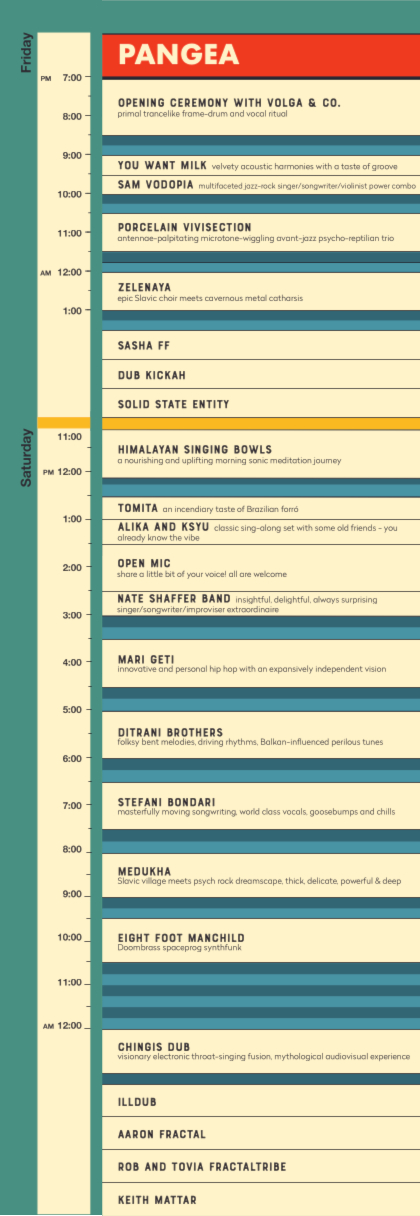 Friday
PANGEA
PM 7:00
OPENING CEREMONY WITH VOLGA & CO.
primal trancelike frame-drum and vocal ritual
8:00
9:00
YOU WANT MILK velvety acoustic harmonies with a taste of groove
SAM VODOPIA multifaceted jazz-rock singer/songwriter/violinist power combo
10:00
PORCELAIN VIVISECTION
11:00
antennae-palpitating microtone-wiggling avant-jazz psycho-reptilian trio
AM 12:00
ZELENAYA
epic Slavic choir meets cavernous metal catharsis
1:00
SASHA FF
DUB KICKAH
SOLID STATE ENTITY
Saturday
11:00
HIMALAYAN SINGING BOWLS
a nourishing and uplifting morning sonic meditation journey
PM 12:00
TOMITA an incendiary taste of Brazilian forró
1:00
ALIKA AND KSYU classic sing-along set with some old friends - you
already know the vibe
OPEN MIC
2:00
share a little bit of your voice! all are welcome
NATE SHAFFER BAND insightful, delightful, always surprising
singer/songwriter/improviser extraordinaire
3:00
MARI GETI
4:00
innovative and personal hip hop with an expansively independent vision
5:00
DITRANI BROTHERS
folksy bent melodies, driving rhythms, Balkan-influenced perilous tunes
6:00
STEFANI BONDARI
7:00
masterfully moving songwriting, world class vocals, goosebumps and chills
8:00
MEDUKHA
Slavic village meets psych rock dreamscape, thick, delicate, powerful & deep
9:00
10:00
EIGHT FOOT MANCHILD
Doombrass spaceprog synthfunk
11:00
AM 12:00
CHINGIS DUB
visionary electronic throat-singing fusion, mythological audiovisual experience
ILLDUB
AARON FRACTAL
ROB AND TOVIA FRACTALTRIBE
KEITH MATTAR